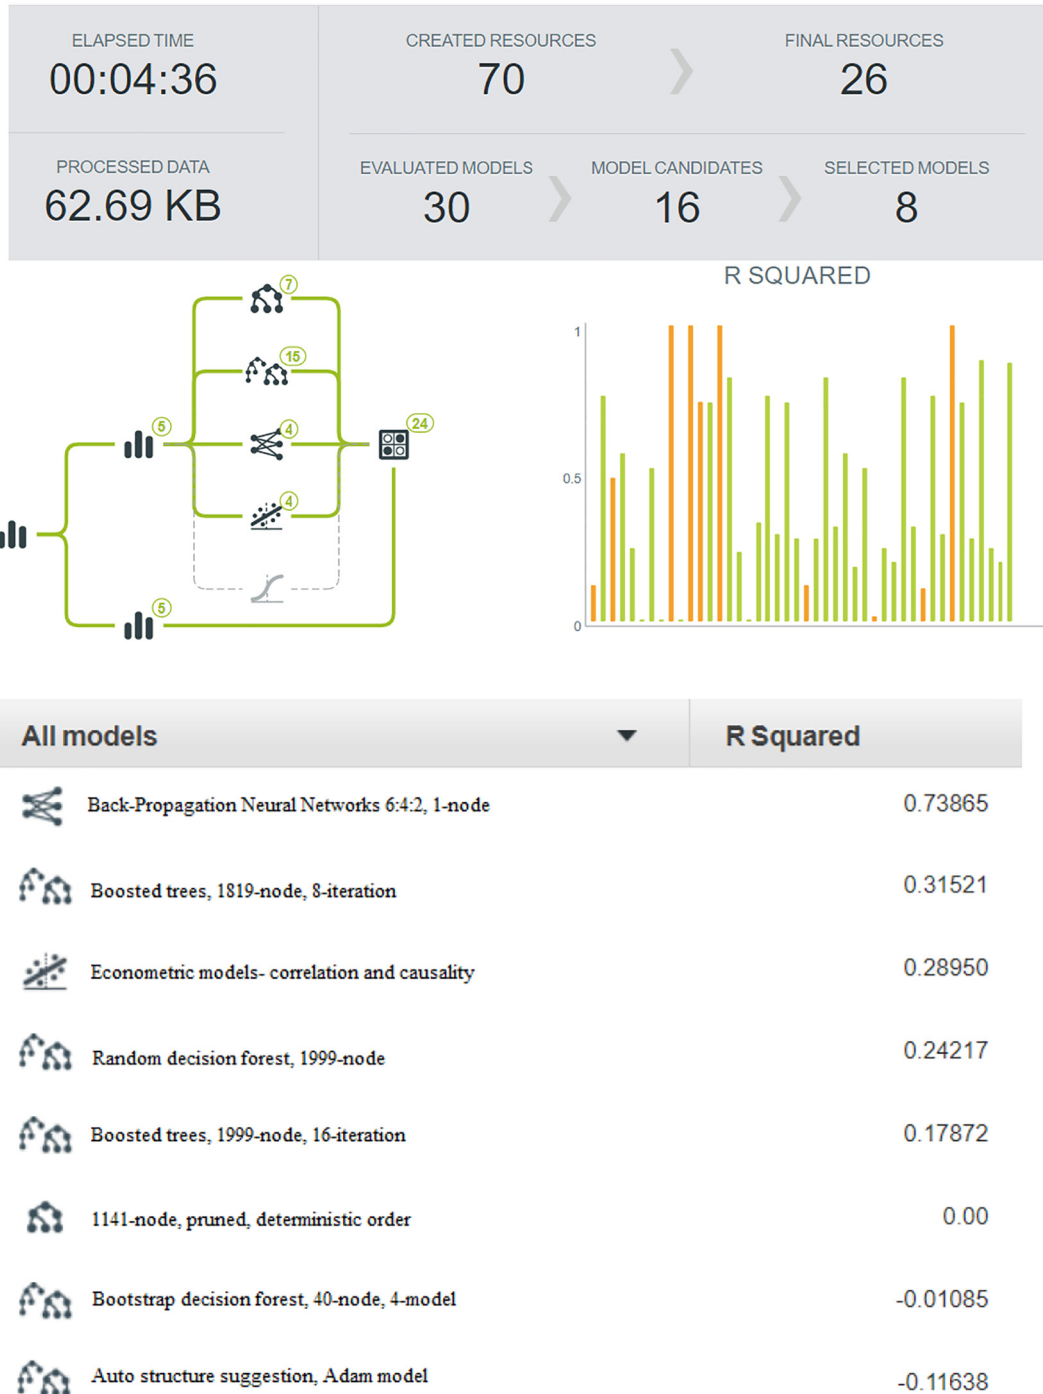 ELAPSED TIME
00:04:36
CREATED RESOURCES
70
FINAL RESOURCES
26
PROCESSED DATA
62.69 KB
EVALUATED MODELS
30
MODEL CANDIDATES
16
SELECTED MODELS
8
7
15
5
4
24
4
5
R SQUARED
1
0.5
0
All models R Squared
Back-Propagation Neural Networks 6:4:2, 1-node 0.73865
Boosted trees, 1819-node, 8-iteration 0.31521
Econometric models- correlation and causality 0.28950
Random decision forest, 1999-node 0.24217
Boosted trees, 1999-node, 16-iteration 0.17872
1141-node, pruned, deterministic order 0.00
Bootstrap decision forest, 40-node, 4-model -0.01085
Auto structure suggestion, Adam model -0.11638